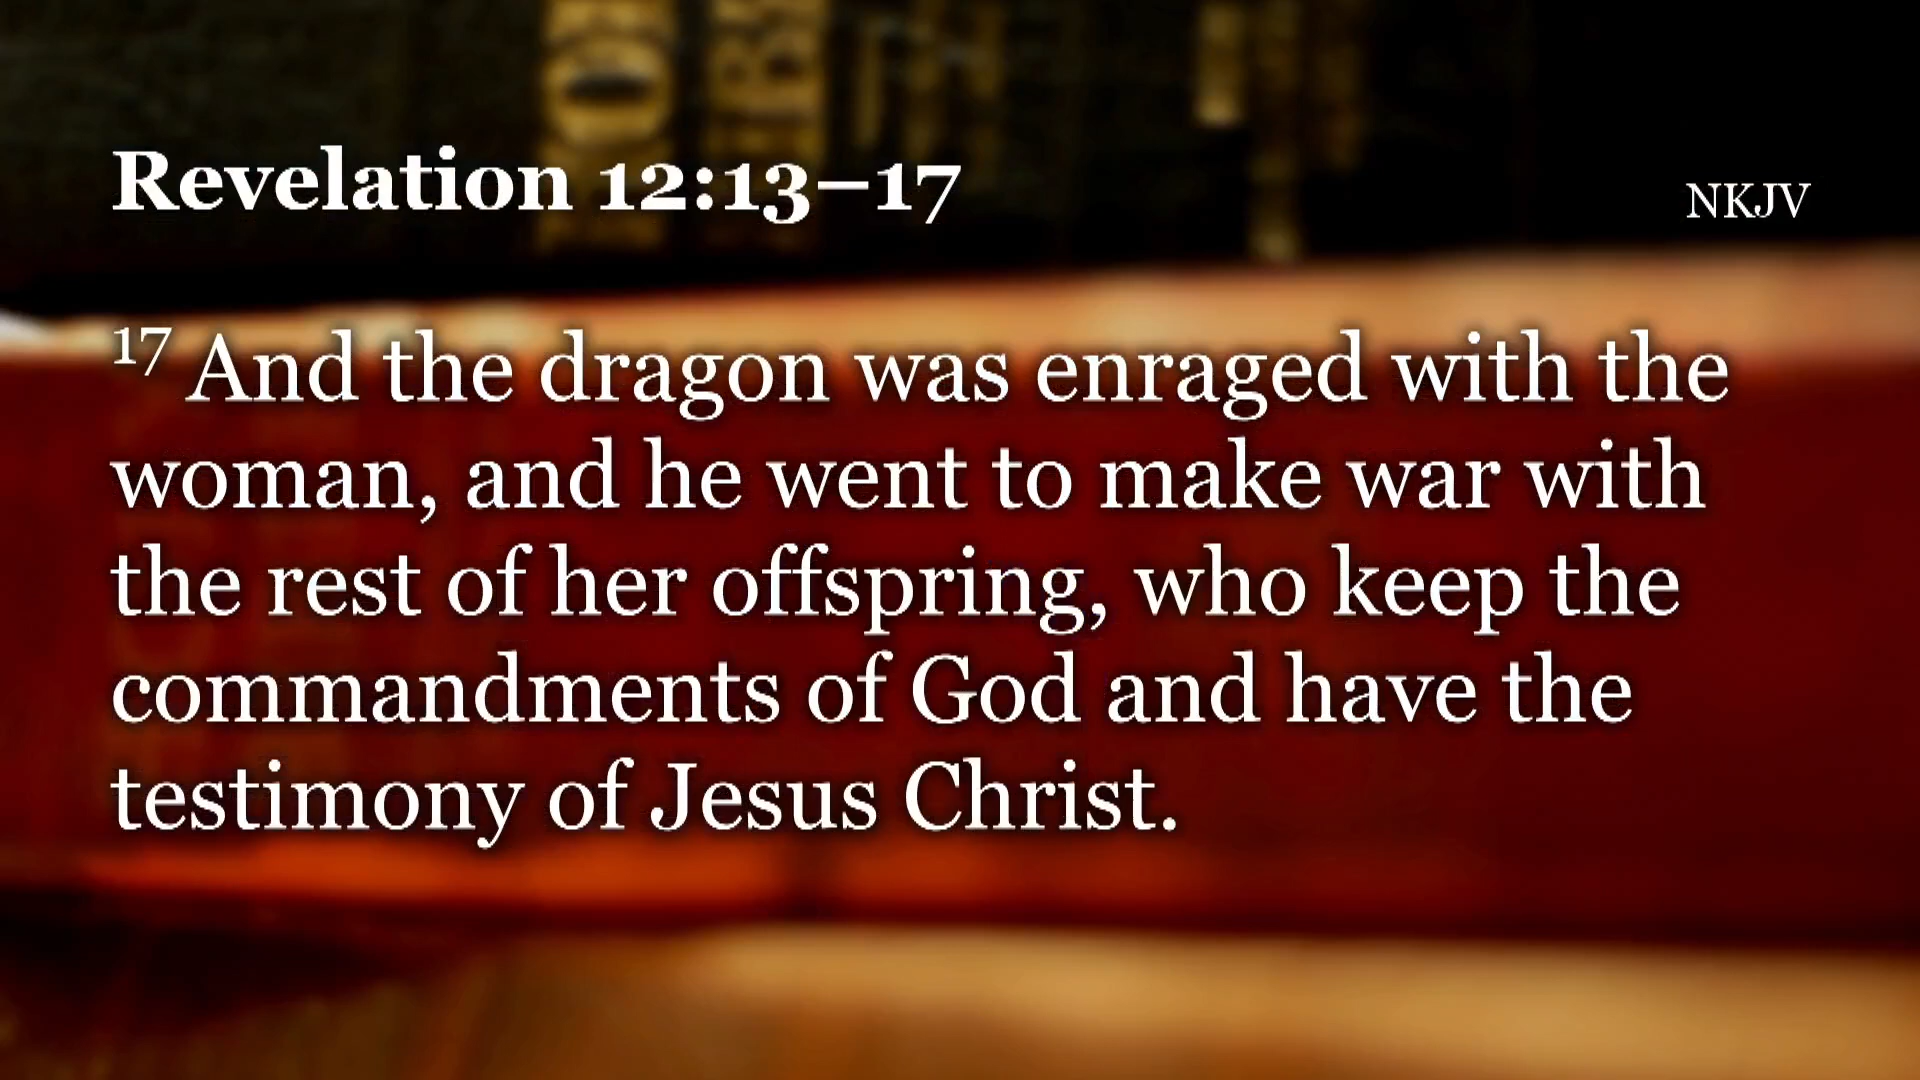 Revelation 12:13–17
NKJV
17 And the dragon was enraged with the
woman, and he went to make war with
the rest of her offspring, who keep the
commandments of God and have the
testimony of Jesus Christ.